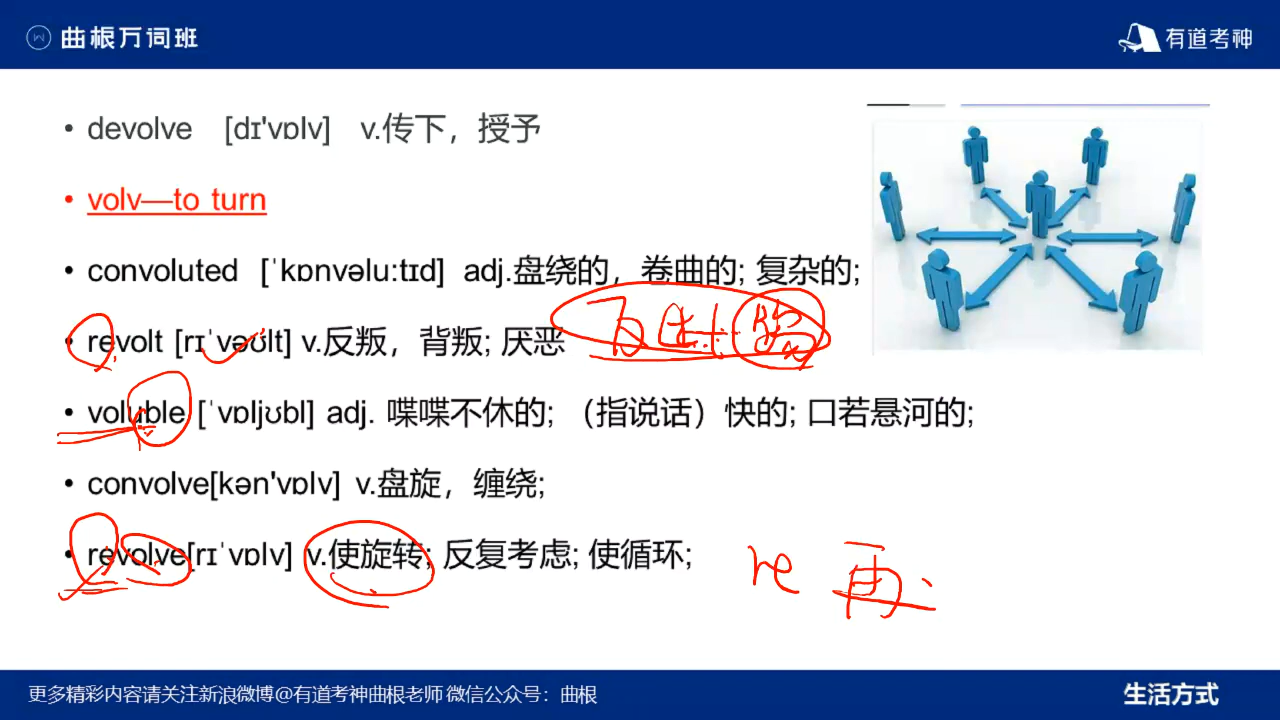 曲根万词班
有道考神
devolve [dɪ'vɒlv] v.传下，授予
volv—to turn
convoluted [ˈkɒnvəlu:tɪd] adj.盘绕的，卷曲的; 复杂的;
revolt [rɪˈvəʊlt] v.反叛，背叛; 厌恶
voluble [ˈvɒljʊbl] adj. 喋喋不休的; （指说话）快的; 口若悬河的;
convolve[kən'vɒlv] v.盘旋，缠绕;
revolve[rɪˈvɒlv] v.使旋转; 反复考虑; 使循环;
re 再
更多精彩内容请关注新浪微博@有道考神曲根老师 微信公众号：曲根
生活方式